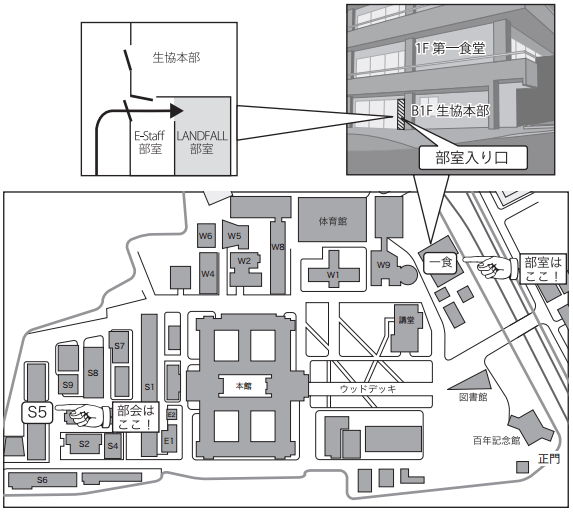 生協本部
E-Staff
部室
LANDFALL
部室
1F 第一食堂
B1F 生協本部
部室入り口
体育館
W6
W5
W8
W4
W2
W1
W9
一食
部室は
ここ！
講堂
S7
S9
S8
S1
本館
ウッドデッキ
図書館
S5
部会は
ここ！
E2
E1
S2
S4
百年記念館
正門
S6